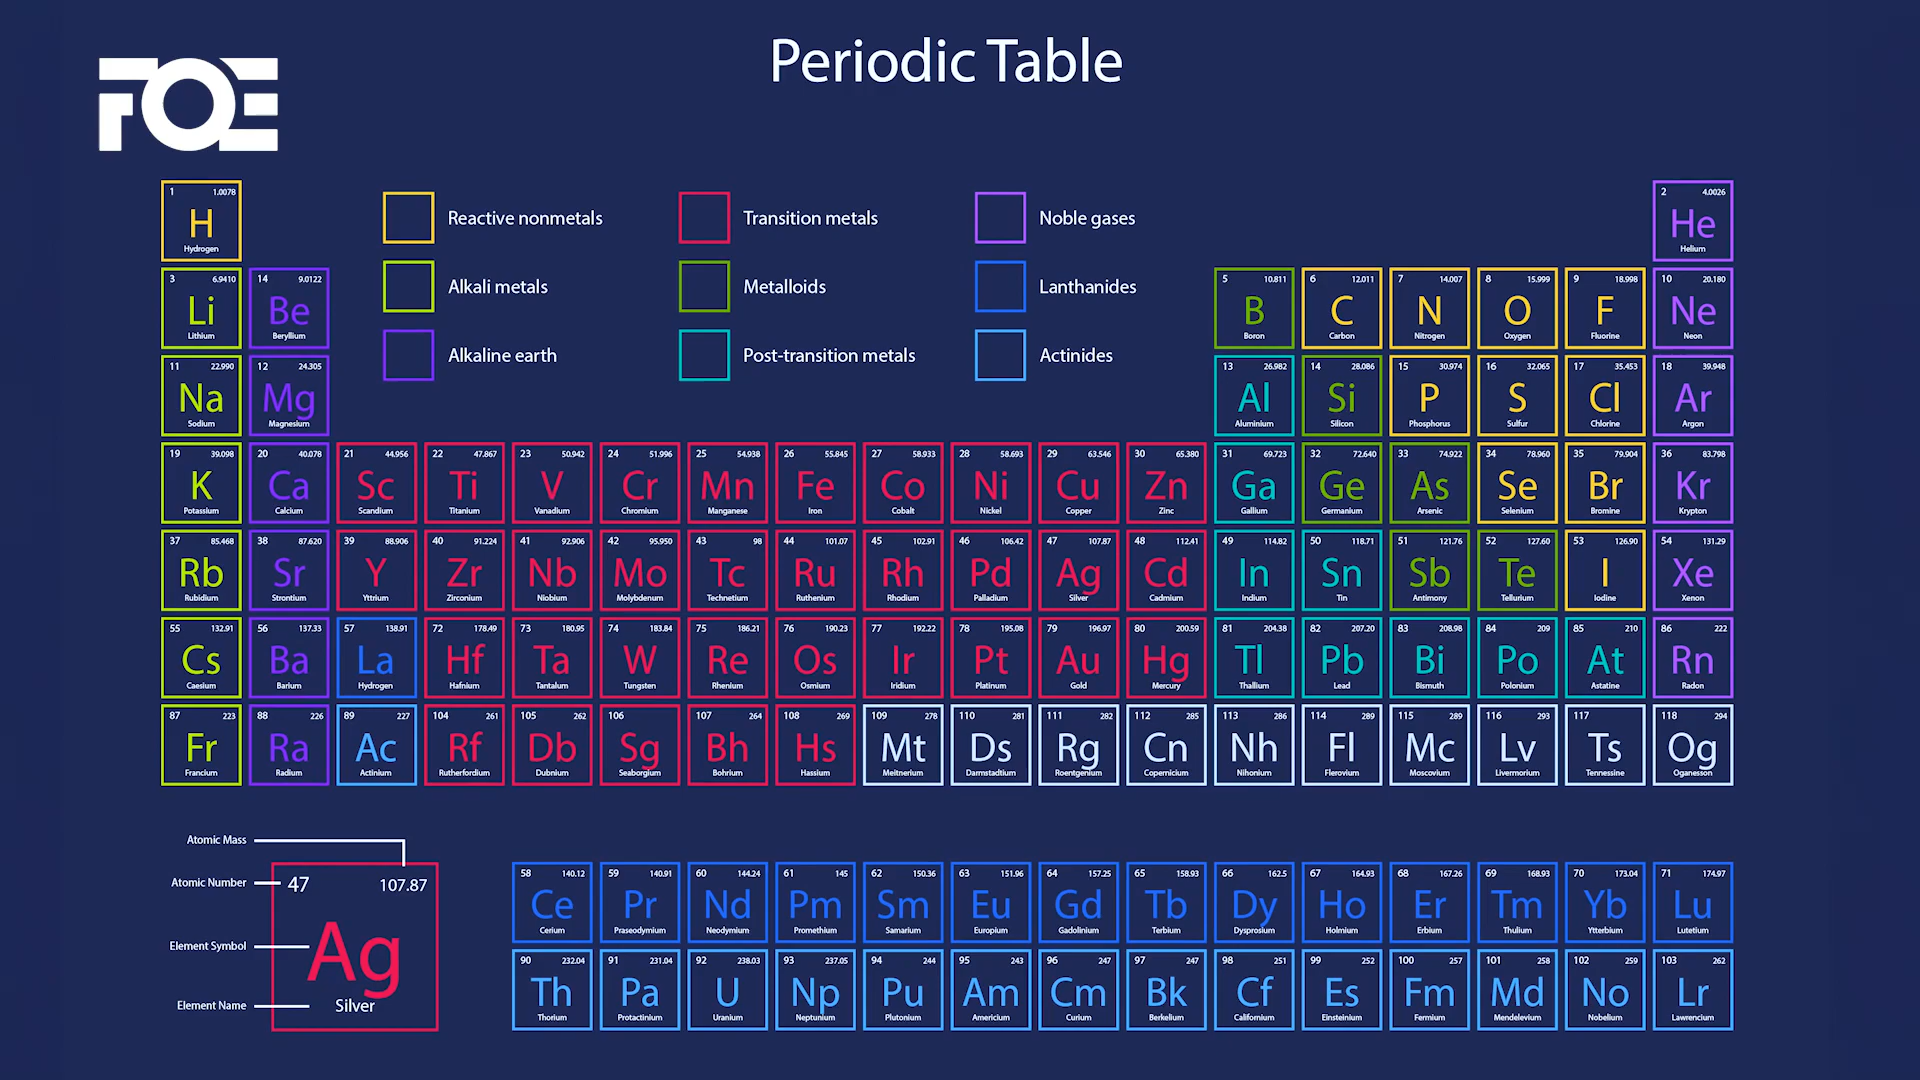 Periodic Table
FOE
1 1.0078 H Hydrogen
Reactive nonmetals
Transition metals
Noble gases
2 4.0026 He Helium
Alkali metals
Metalloids
Lanthanides
Alkaline earth
Post-transition metals
Actinides
3 6.9410 Li Lithium
14 9.0122 Be Beryllium
5 10.811 B Boron
6 12.011 C Carbon
7 14.007 N Nitrogen
8 15.999 O Oxygen
9 18.998 F Fluorine
10 20.180 Ne Neon
11 22.990 Na Sodium
12 24.305 Mg Magnesium
13 26.982 Al Aluminium
14 28.086 Si Silicon
15 30.974 P Phosphorus
16 32.065 S Sulfur
17 35.453 Cl Chlorine
18 39.948 Ar Argon
19 39.098 K Potassium
20 40.078 Ca Calcium
21 44.956 Sc Scandium
22 47.867 Ti Titanium
23 50.942 V Vanadium
24 51.996 Cr Chromium
25 54.938 Mn Manganese
26 55.845 Fe Iron
27 58.933 Co Cobalt
28 58.693 Ni Nickel
29 63.546 Cu Copper
30 65.380 Zn Zinc
31 69.723 Ga Gallium
32 72.640 Ge Germanium
33 74.922 As Arsenic
34 78.960 Se Selenium
35 79.904 Br Bromine
36 83.798 Kr Krypton
37 85.468 Rb Rubidium
38 87.620 Sr Strontium
39 88.906 Y Yttrium
40 91.224 Zr Zirconium
41 92.906 Nb Niobium
42 95.950 Mo Molybdenum
43 98 Tc Technetium
44 101.07 Ru Ruthenium
45 102.91 Rh Rhodium
46 106.42 Pd Palladium
47 107.87 Ag Silver
48 112.41 Cd Cadmium
49 114.82 In Indium
50 118.71 Sn Tin
51 121.76 Sb Antimony
52 127.60 Te Tellurium
53 126.90 I Iodine
54 131.29 Xe Xenon
55 132.91 Cs Caesium
56 137.33 Ba Barium
57 138.91 La Hydrogen
72 178.49 Hf Hafnium
73 180.95 Ta Tantalum
74 183.84 W Tungsten
75 186.21 Re Rhenium
76 190.23 Os Osmium
77 192.22 Ir Iridium
78 195.08 Pt Platinum
79 196.97 Au Gold
80 200.59 Hg Mercury
81 204.38 Tl Thallium
82 207.20 Pb Lead
83 208.98 Bi Bismuth
84 209 Po Polonium
85 210 At Astatine
86 222 Rn Radon
87 223 Fr Francium
88 226 Ra Radium
89 227 Ac Actinium
104 261 Rf Rutherfordium
105 262 Db Dubnium
106 Sg Seaborgium
107 264 Bh Bohrium
108 269 Hs Hassium
109 278 Mt Meitnerium
110 281 Ds Darmstadtium
111 282 Rg Roentgenium
112 285 Cn Copernicium
113 286 Nh Nihonium
114 289 Fl Flerovium
115 289 Mc Moscovium
116 293 Lv Livermorium
117 Ts Tennessine
118 294 Og Oganesson
Atomic Mass
Atomic Number
47 107.87
Element Symbol
Ag
Element Name
Silver
58 140.12 Ce Cerium
59 140.91 Pr Praseodymium
60 144.24 Nd Neodymium
61 145 Pm Promethium
62 150.36 Sm Samarium
63 151.96 Eu Europium
64 157.25 Gd Gadolinium
65 158.93 Tb Terbium
66 162.5 Dy Dysprosium
67 164.93 Ho Holmium
68 167.26 Er Erbium
69 168.93 Tm Thulium
70 173.04 Yb Ytterbium
71 174.97 Lu Lutetium
90 232.04 Th Thorium
91 231.04 Pa Protactinium
92 238.03 U Uranium
93 237.05 Np Neptunium
94 244 Pu Plutonium
95 243 Am Americium
96 247 Cm Curium
97 247 Bk Berkelium
98 251 Cf Californium
99 252 Es Einsteinium
100 257 Fm Fermium
101 258 Md Mendelevium
102 259 No Nobelium
103 262 Lr Lawrencium